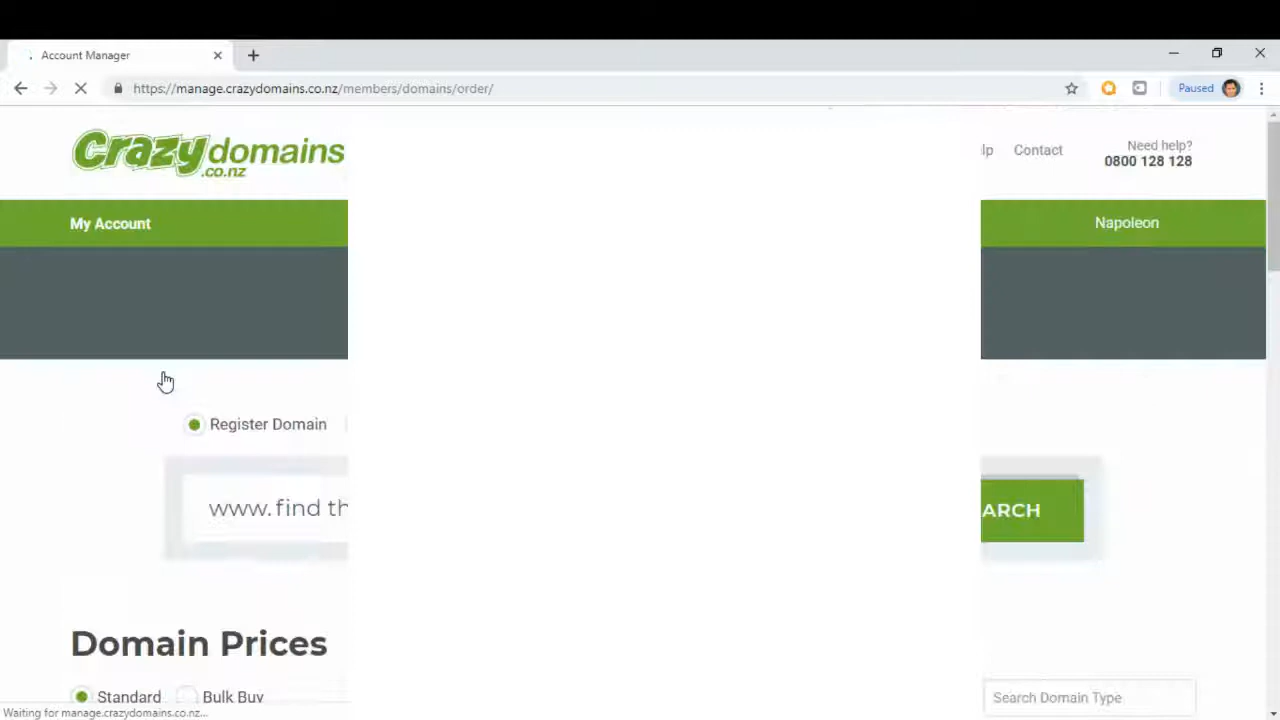 Account Manager
https://manage.crazydomains.co.nz/members/domains/order/
Paused
Crazydomains
.co.nz
lp Contact
Need help?
0800 128 128
My Account
Napoleon
Register Domain
www.find th
ARCH
Domain Prices
Standard Bulk Buy
Search Domain Type
Waiting for manage.crazydomains.co.nz...